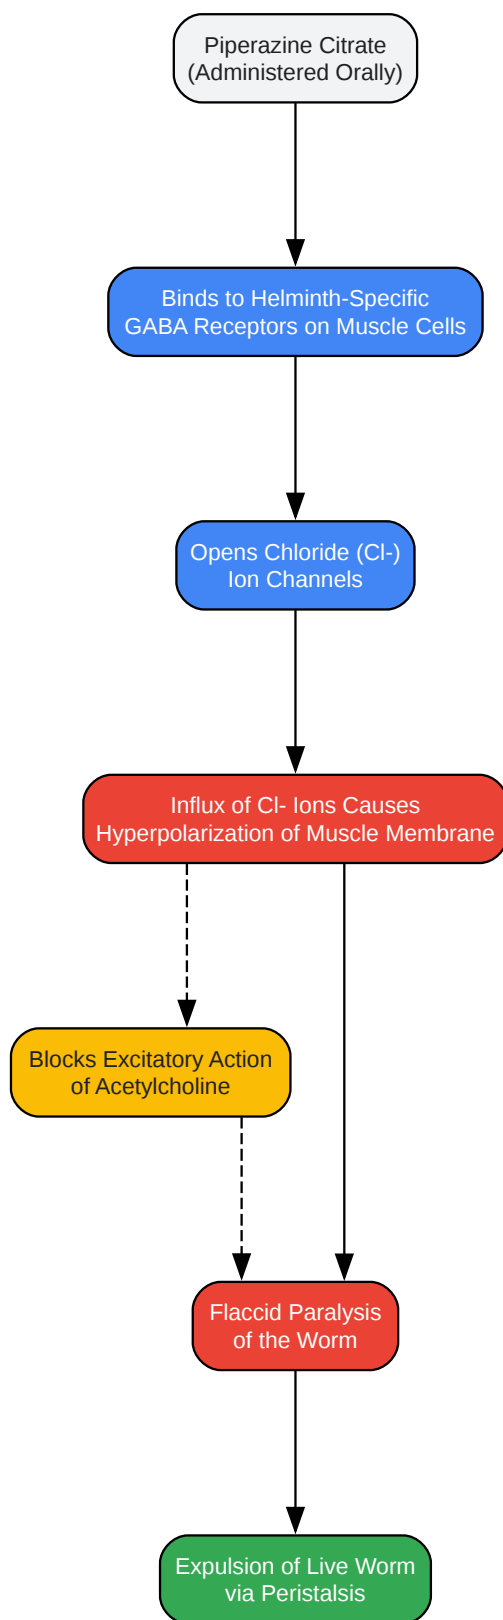 Piperazine Citrate
(Administered Orally)
Binds to Helminth-Specific
GABA Receptors on Muscle Cells
Opens Chloride (Cl-)
Ion Channels
Influx of Cl- Ions Causes
Hyperpolarization of Muscle Membrane
Blocks Excitatory Action
of Acetylcholine
Flaccid Paralysis
of the Worm
Expulsion of Live Worm
via Peristalsis